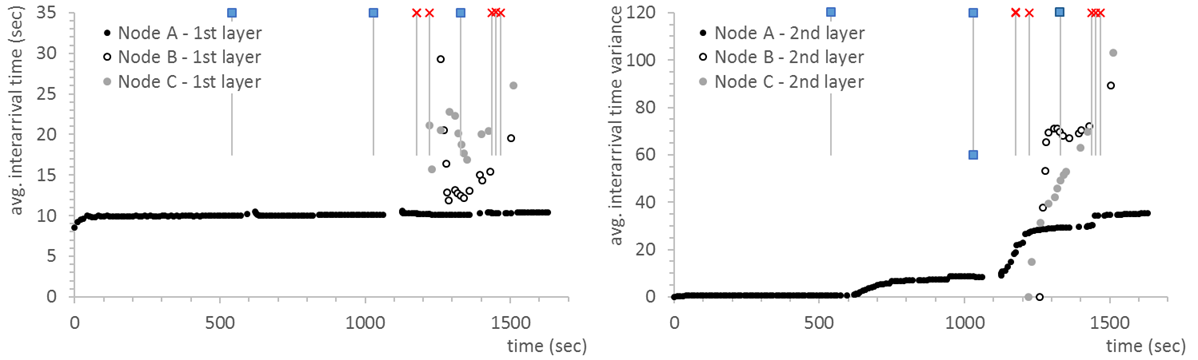 avg. interarrival time (sec)
35
30
25
20
15
10
5
0
Node A - 1st layer
Node B - 1st layer
Node C - 1st layer
0 500 1000 1500
time (sec)
avg. interarrival time variance
120
100
80
60
40
20
0
Node A - 2nd layer
Node B - 2nd layer
Node C - 2nd layer
0 500 1000 1500
time (sec)